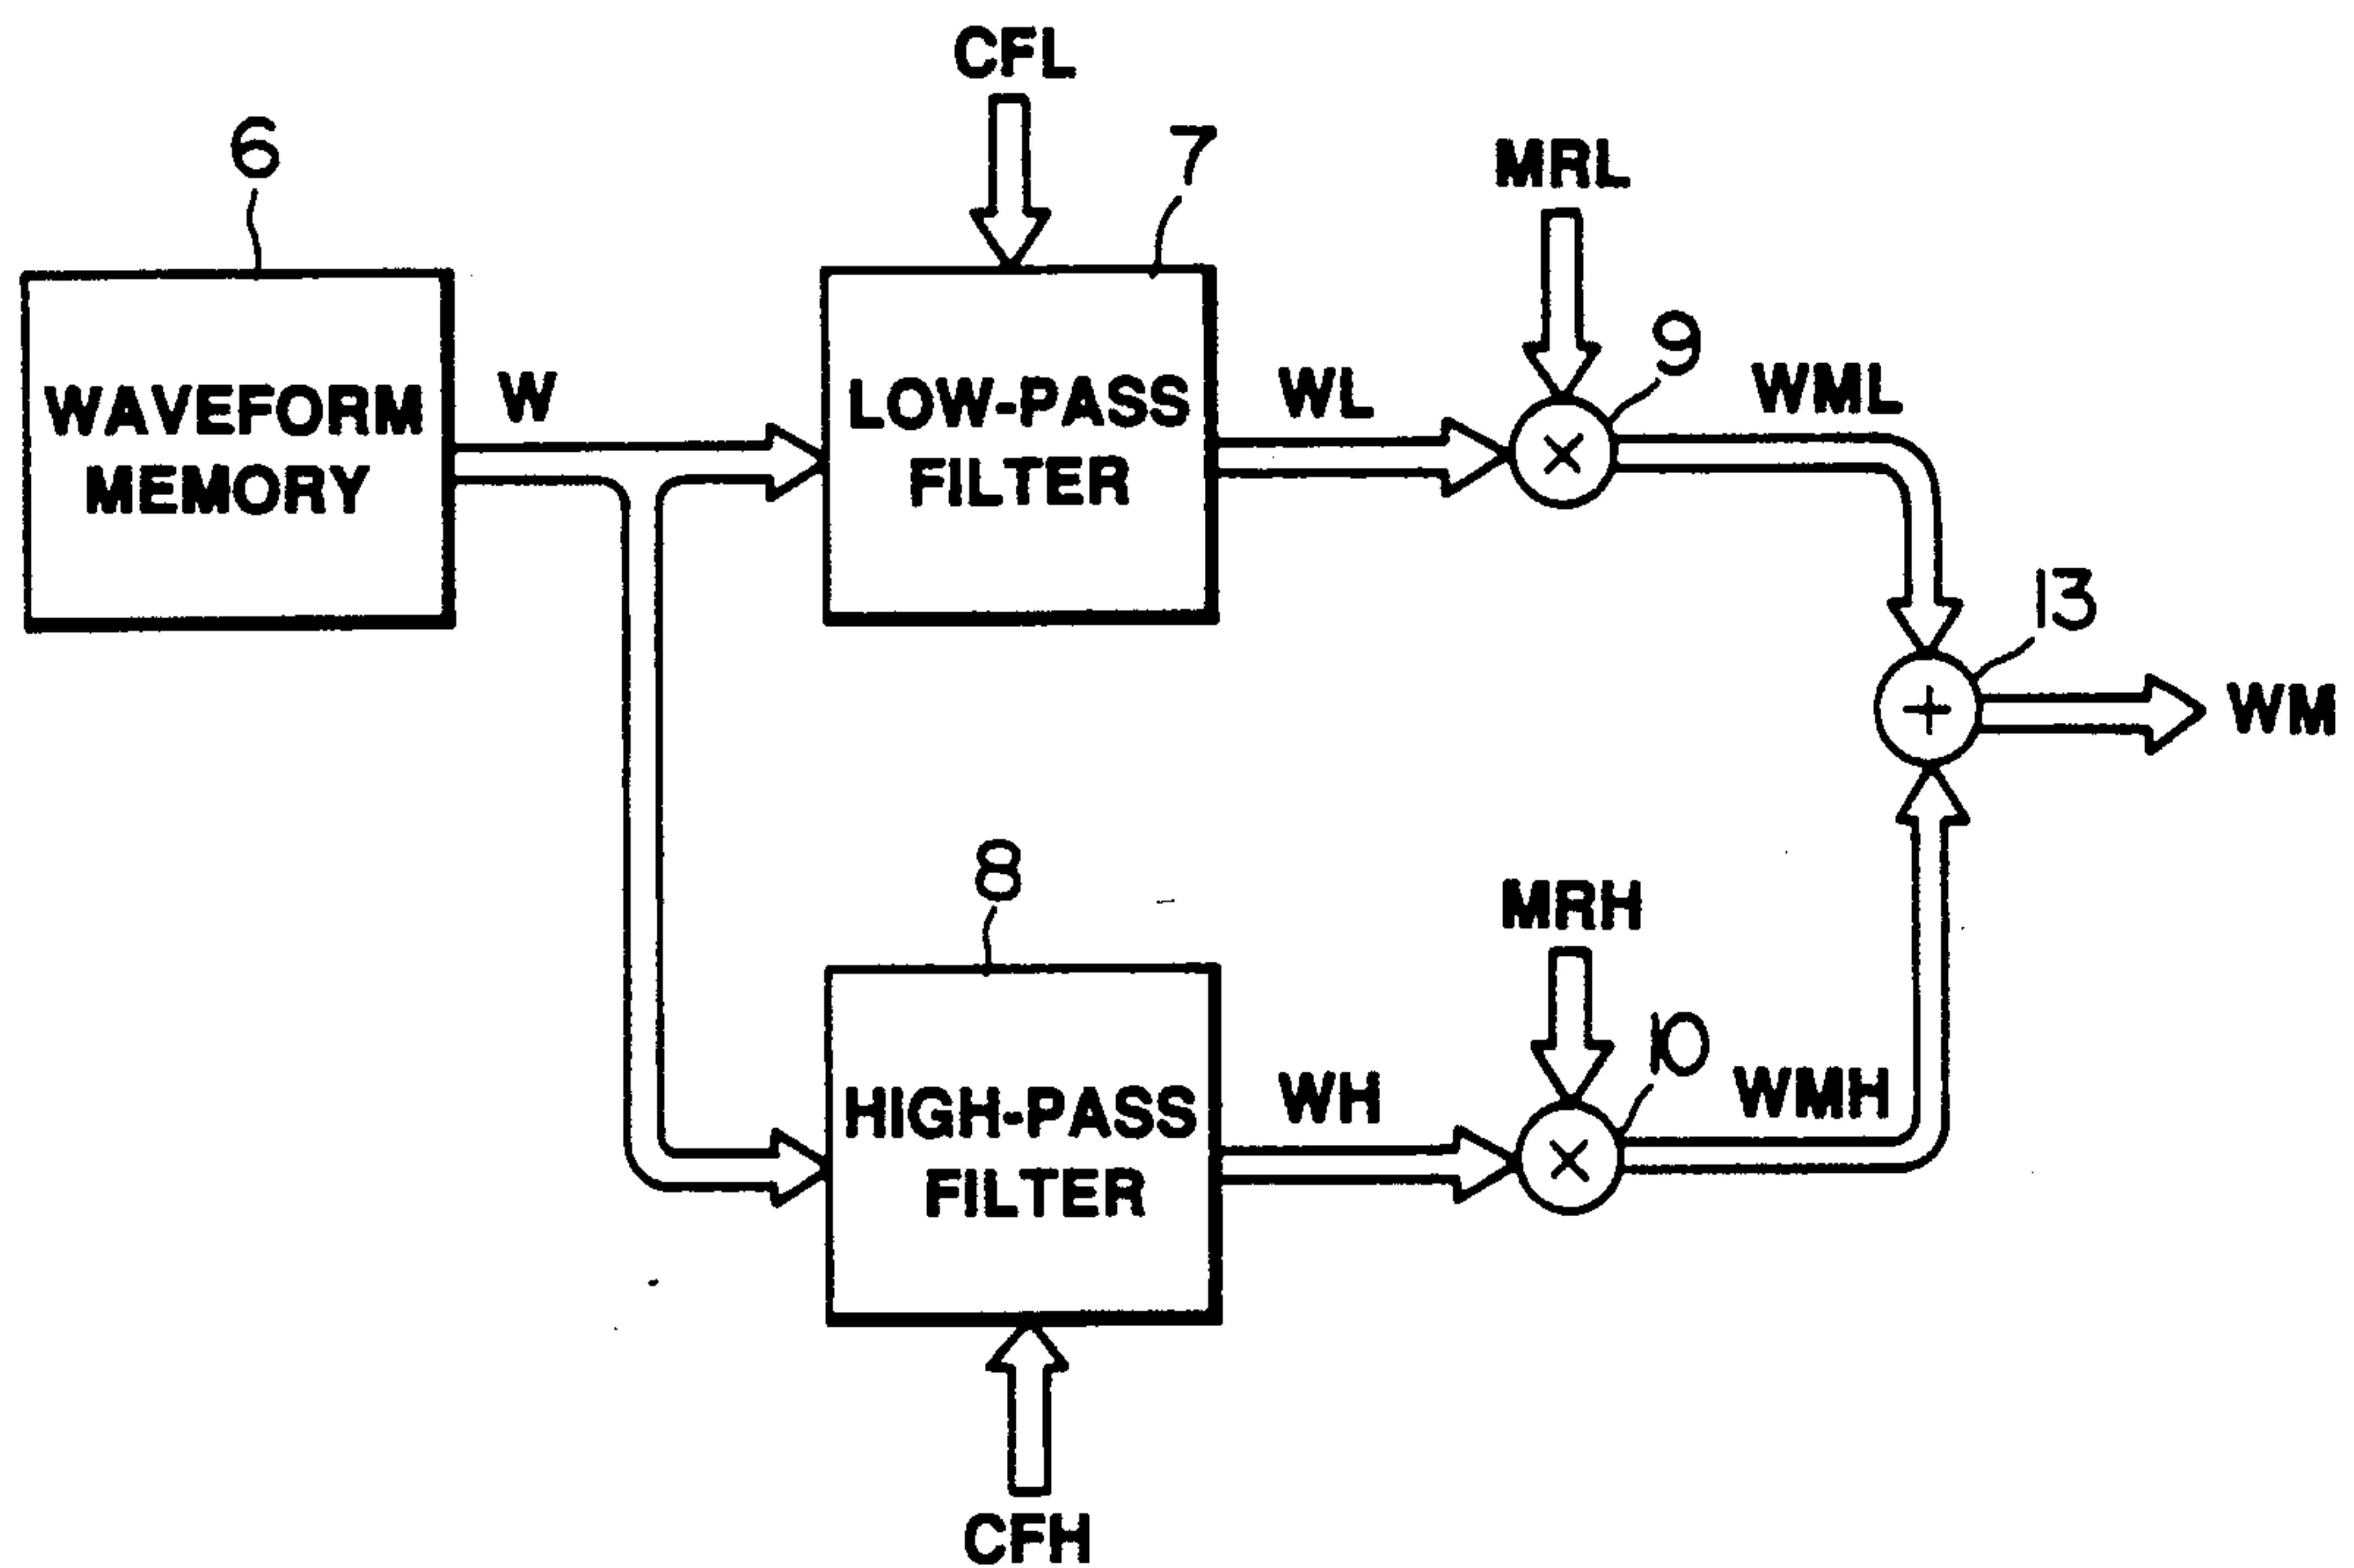 CFL
6
7
MRL
9
WAVEFORM
MEMORY
W
LOW-PASS
FILTER
WL
×
WML
13
+
WM
8
MRH
10
HIGH-PASS
FILTER
WH
×
WMH
CFH